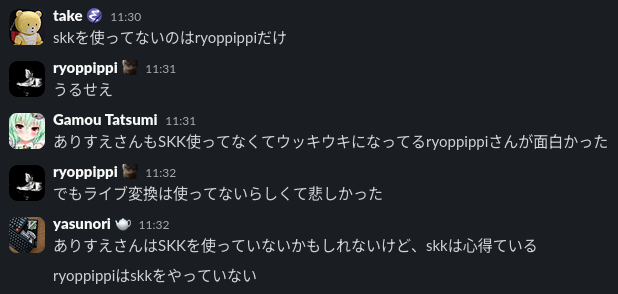 take 11:30
skkを使ってないのはryoppippiだけ
ryoppippi 11:31
うるせえ
Gamou Tatsumi 11:31
ありすえさんもSKK使ってなくてウッキウキになってるryoppippiさんが面白かった
ryoppippi 11:32
でもライブ変換は使ってないらしくて悲しかった
yasunori 11:32
ありすえさんはSKKを使っていないかもしれないけど、skkは心得ている
ryoppippiはskkをやっていない